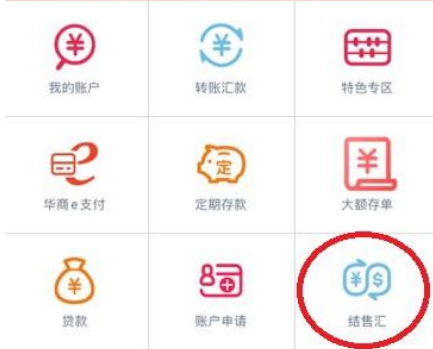 我的账户
转账汇款
特色专区
华商e支付
定期存款
大额存单
贷款
账户申请
结售汇